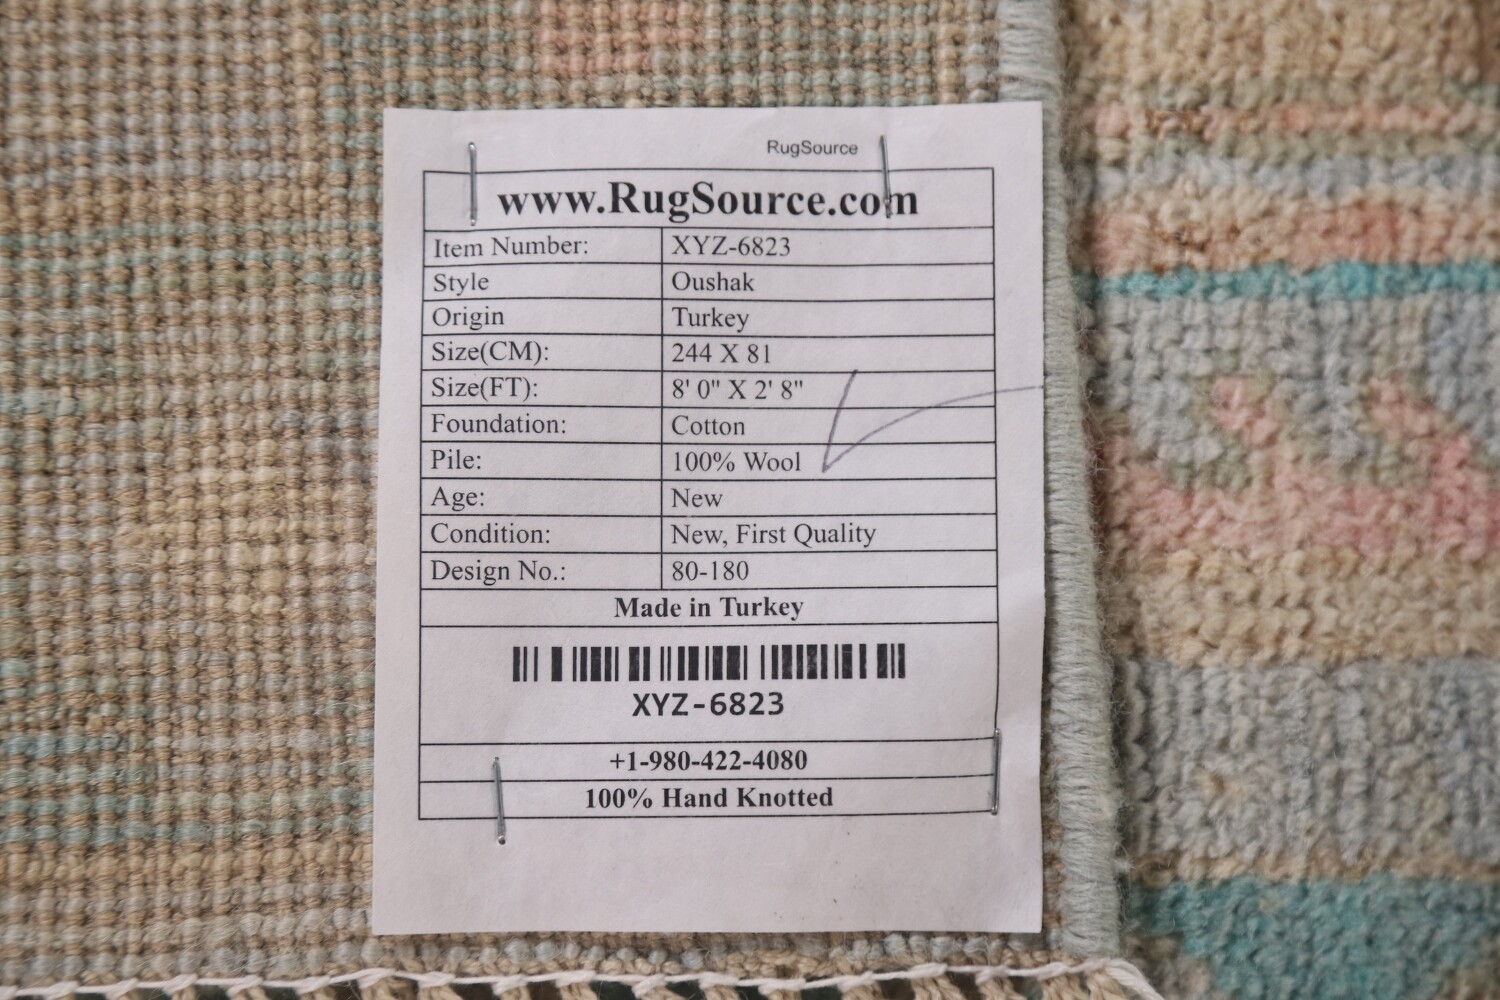 RugSource
www.RugSource.com
Item Number: XYZ-6823
Style Oushak
Origin Turkey
Size(CM): 244 X 81
Size(FT): 8' 0" X 2' 8"
Foundation: Cotton
Pile: 100% Wool
Age: New
Condition: New, First Quality
Design No.: 80-180
Made in Turkey
XYZ-6823
+1-980-422-4080
100% Hand Knotted